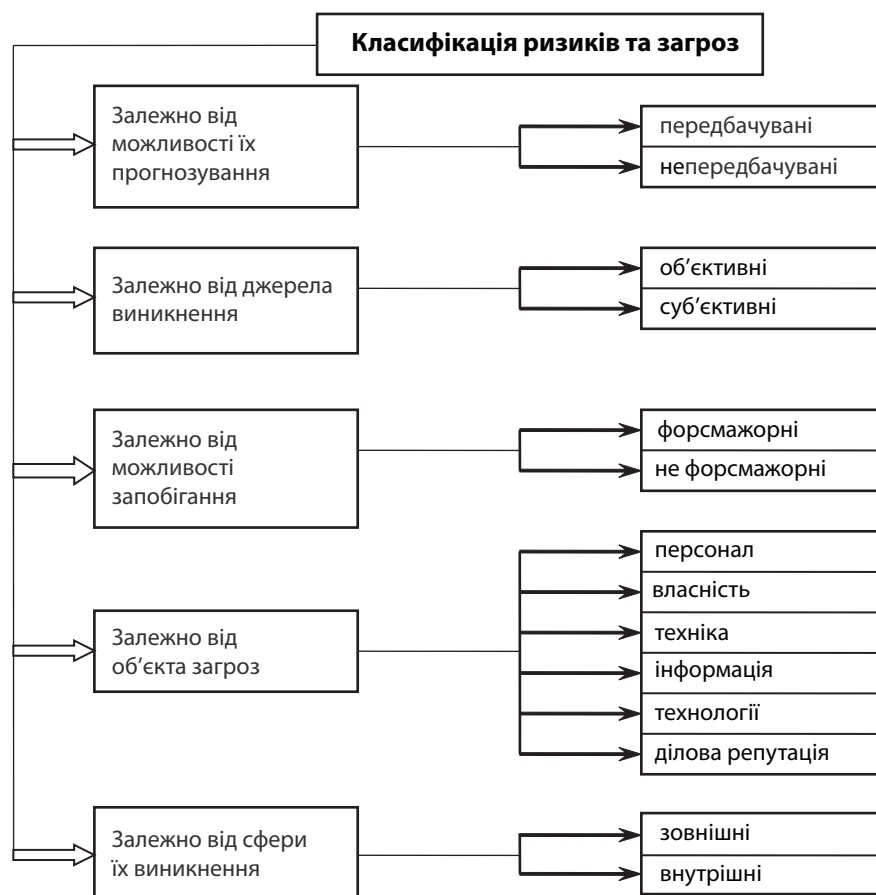 Класифікація ризиків та загроз
Залежно від
можливості їх
прогнозування
передбачувані
непередбачувані
Залежно від джерела
виникнення
об’єктивні
суб’єктивні
Залежно від
можливості
запобігання
форсмажорні
не форсмажорні
Залежно від
об’єкта загроз
персонал
власність
техніка
інформація
технології
ділова репутація
Залежно від сфери
їх виникнення
зовнішні
внутрішні